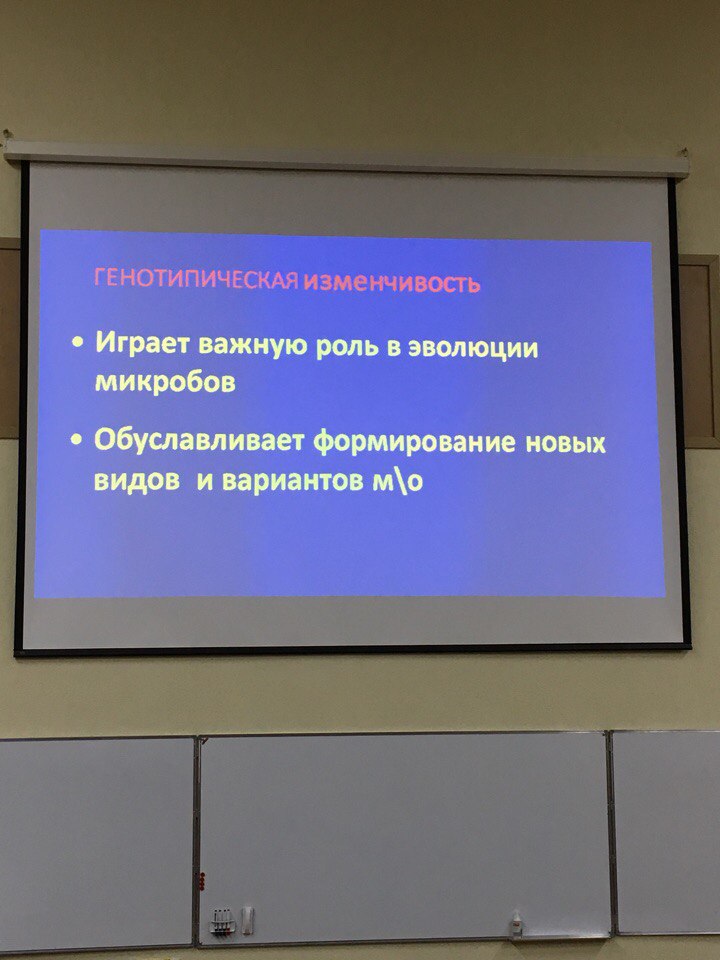 ГЕНОТИПИЧЕСКАЯ изменчивость
• Играет важную роль в эволюции
микробов
• Обуславливает формирование новых
видов и вариантов м\о